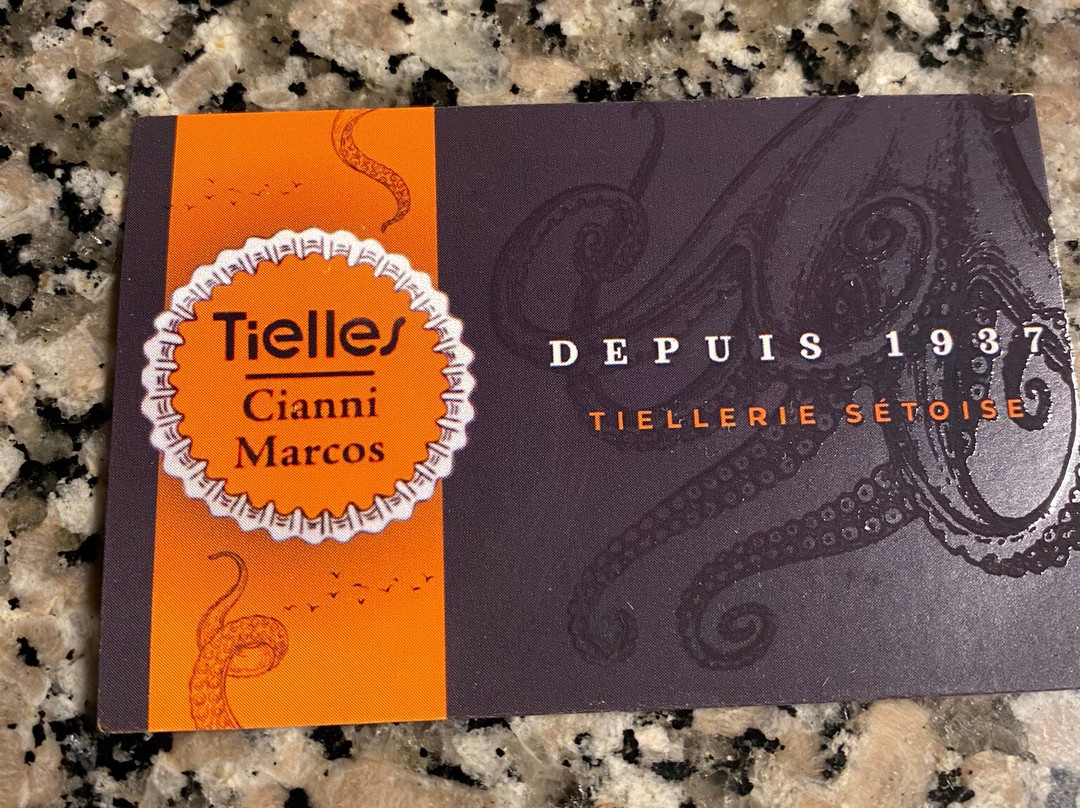 Tielles
Cianni
Marcos
DEPUIS 1937
TIELLERIE SÉTOISE